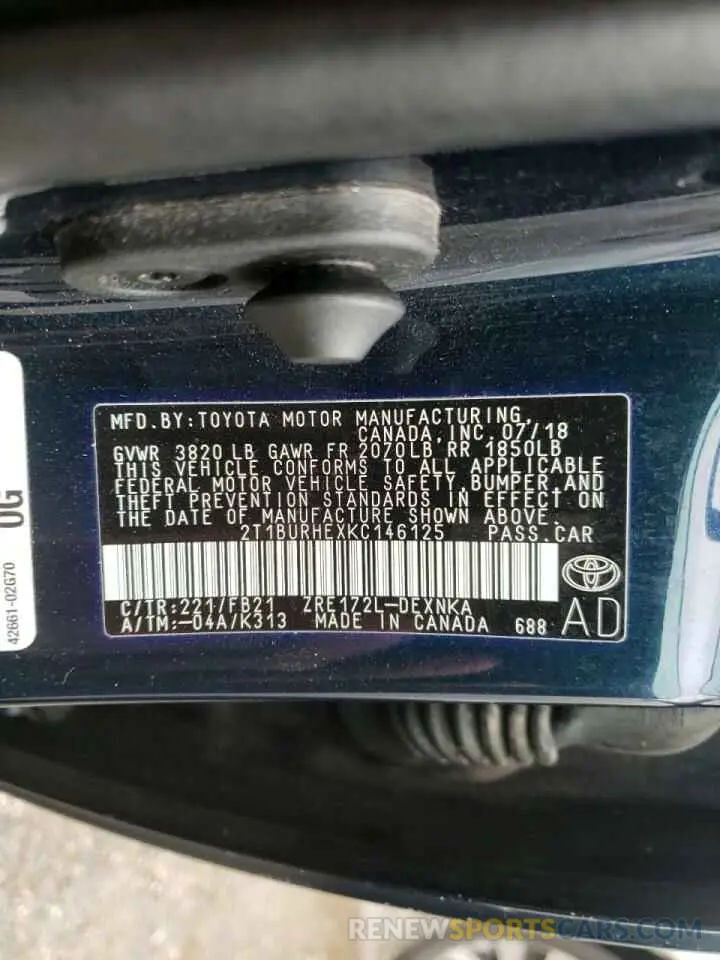 MFD. BY: TOYOTA MOTOR MANUFACTURING,
CANADA, INC. 07/18
GVWR 3820 LB GAWR FR 2070LB RR 1850LB
THIS VEHICLE CONFORMS TO ALL APPLICABLE
FEDERAL MOTOR VEHICLE SAFETY, BUMPER, AND
THEFT PREVENTION STANDARDS IN EFFECT ON
THE DATE OF MANUFACTURE SHOWN ABOVE.
2T1BURHEXKC146125 PASS.CAR
C/TR:221/FB21 ZRE172L-DEXNKA
A/TM:-04A/K313 MADE IN CANADA 688 AD
42661-02G70
0G
RENEWSPORTSCARS.COM